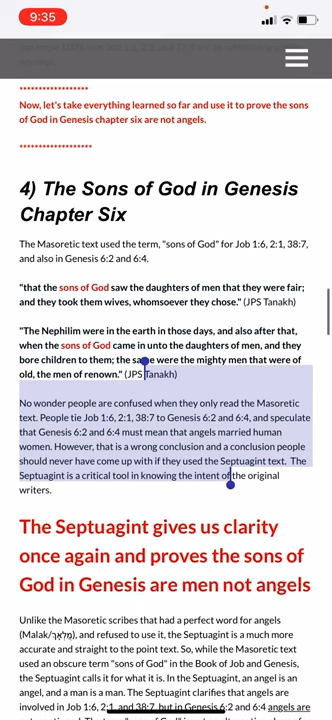 9:35
******************
Now, let's take everything learned so far and use it to prove the sons
of God in Genesis chapter six are not angels.
*******************
4) The Sons of God in Genesis
Chapter Six
The Masoretic text used the term, "sons of God" for Job 1:6, 2:1, 38:7,
and also in Genesis 6:2 and 6:4.
"that the sons of God saw the daughters of men that they were fair;
and they took them wives, whomsoever they chose." (JPS Tanakh)
"The Nephilim were in the earth in those days, and also after that,
when the sons of God came in unto the daughters of men, and they
bore children to them; the same were the mighty men that were of
old, the men of renown." (JPS Tanakh)
No wonder people are confused when they only read the Masoretic
text. People tie Job 1:6, 2:1, 38:7 to Genesis 6:2 and 6:4, and speculate
that Genesis 6:2 and 6:4 must mean that angels married human
women. However, that is a wrong conclusion and a conclusion people
should never have come up with if they used the Septuagint text. The
Septuagint is a critical tool in knowing the intent of the original
writers.
The Septuagint gives us clarity
once again and proves the sons of
God in Genesis are men not angels
Unlike the Masoretic scribes that had a perfect word for angels
(Malak/מֲלְאָךְ), and refused to use it, the Septuagint is a much more
accurate and straight to the point text. So, while the Masoretic text
used an obscure term "sons of God" in the Book of Job and Genesis,
the Septuagint calls it for what it is. In the Septuagint, an angel is an
angel, and a man is a man. The Septuagint clarifies that angels are
involved in Job 1:6, 2:1, and 38:7, but in Genesis 6:2 and 6:4 angels are